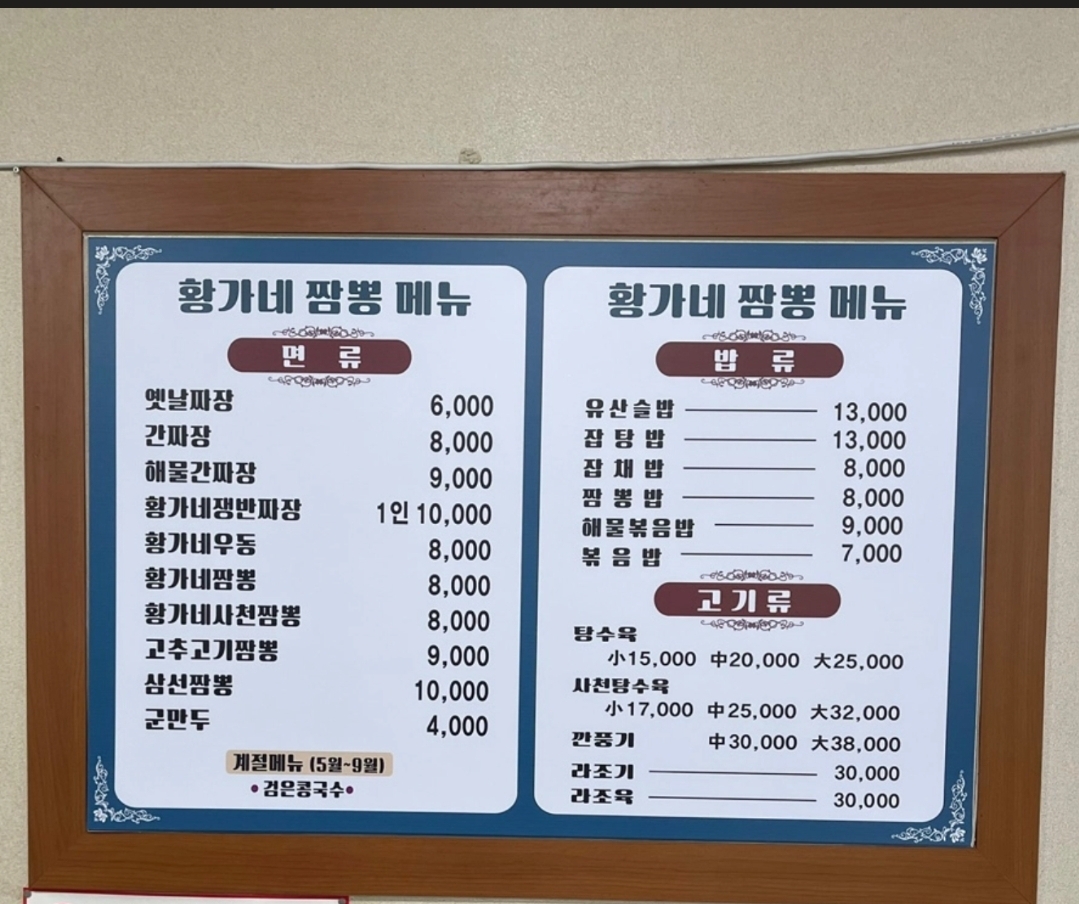 황가네 짬뽕 메뉴
면 류
옛날짜장 6,000
간짜장 8,000
해물간짜장 9,000
황가네쟁반짜장 1인 10,000
황가네우동 8,000
황가네짬뽕 8,000
황가네사천짬뽕 8,000
고추고기짬뽕 9,000
삼선짬뽕 10,000
군만두 4,000
계절메뉴 (5월~9월)
•검은콩국수•
황가네 짬뽕 메뉴
밥 류
유산슬밥 13,000
잡 탕 밥 13,000
잡 채 밥 8,000
짬 뽕 밥 8,000
해물볶음밥 9,000
볶 음 밥 7,000
고기류
탕수육
小15,000 中20,000 大25,000
사천탕수육
小17,000 中25,000 大32,000
깐풍기 中30,000 大38,000
라조기 30,000
라조육 30,000